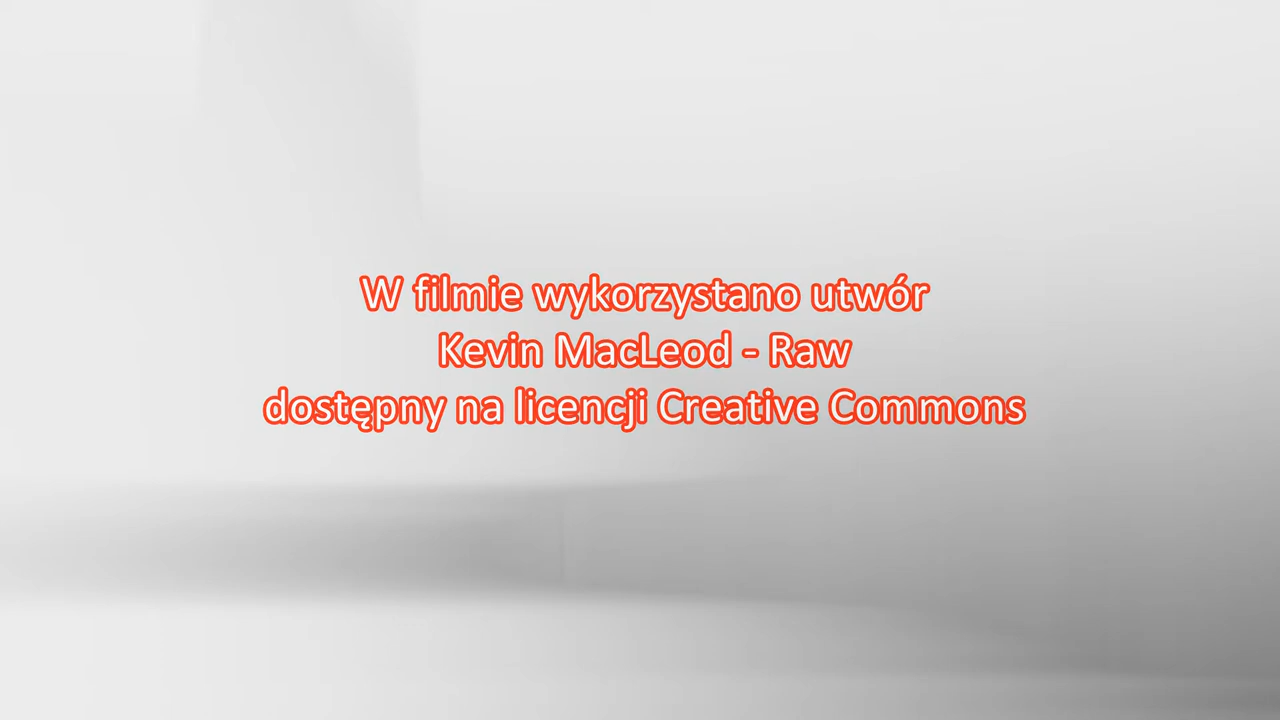 W filmie wykorzystano utwór
Kevin MacLeod - Raw
dostępny na licencji Creative Commons